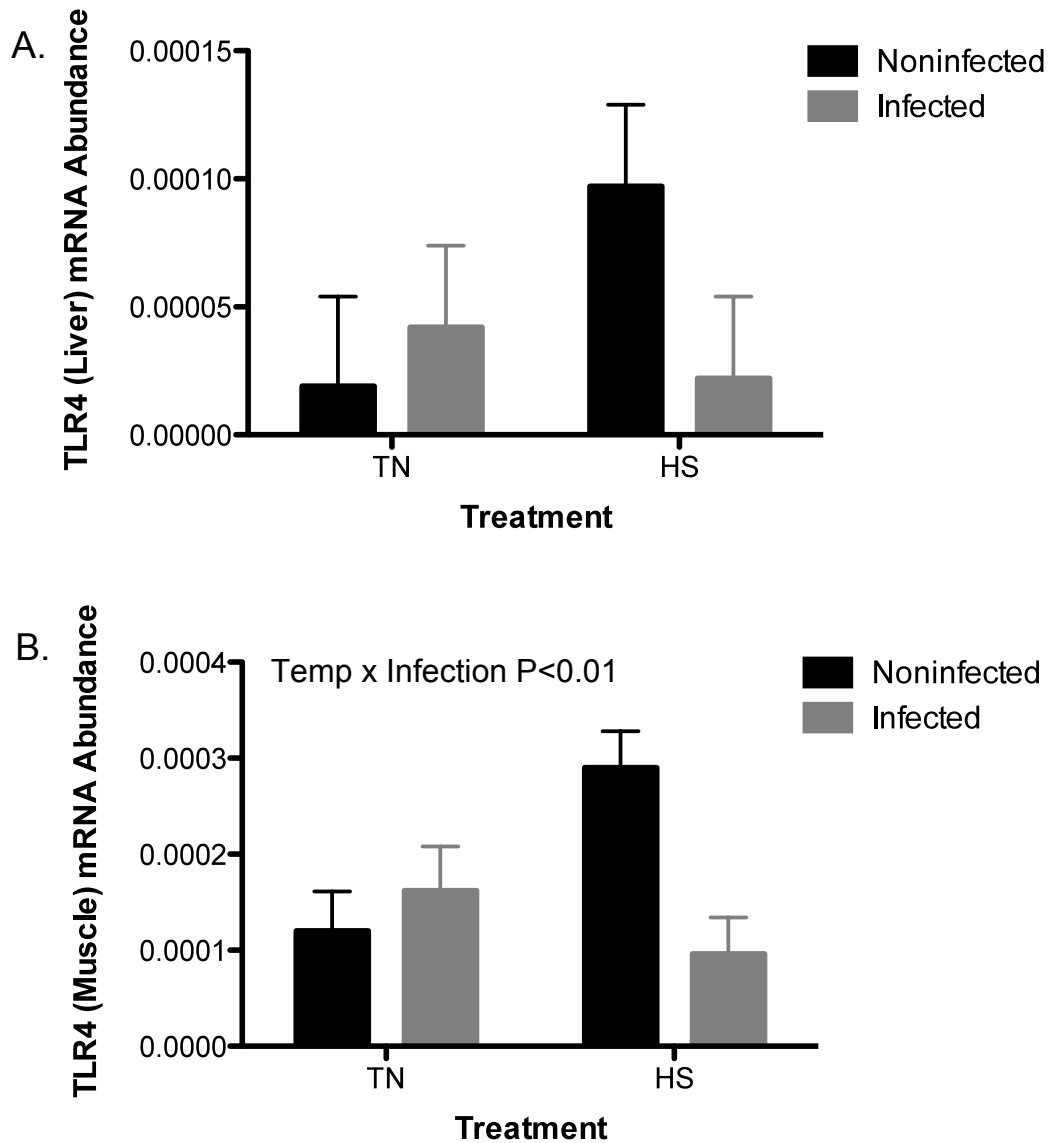 A.
TLR4 (Liver) mRNA Abundance
0.00015
0.00010
0.00005
0.00000
TN
HS
Treatment
Noninfected
Infected
B.
TLR4 (Muscle) mRNA Abundance
0.0004
0.0003
0.0002
0.0001
0.0000
Temp x Infection P<0.01
TN
HS
Treatment
Noninfected
Infected